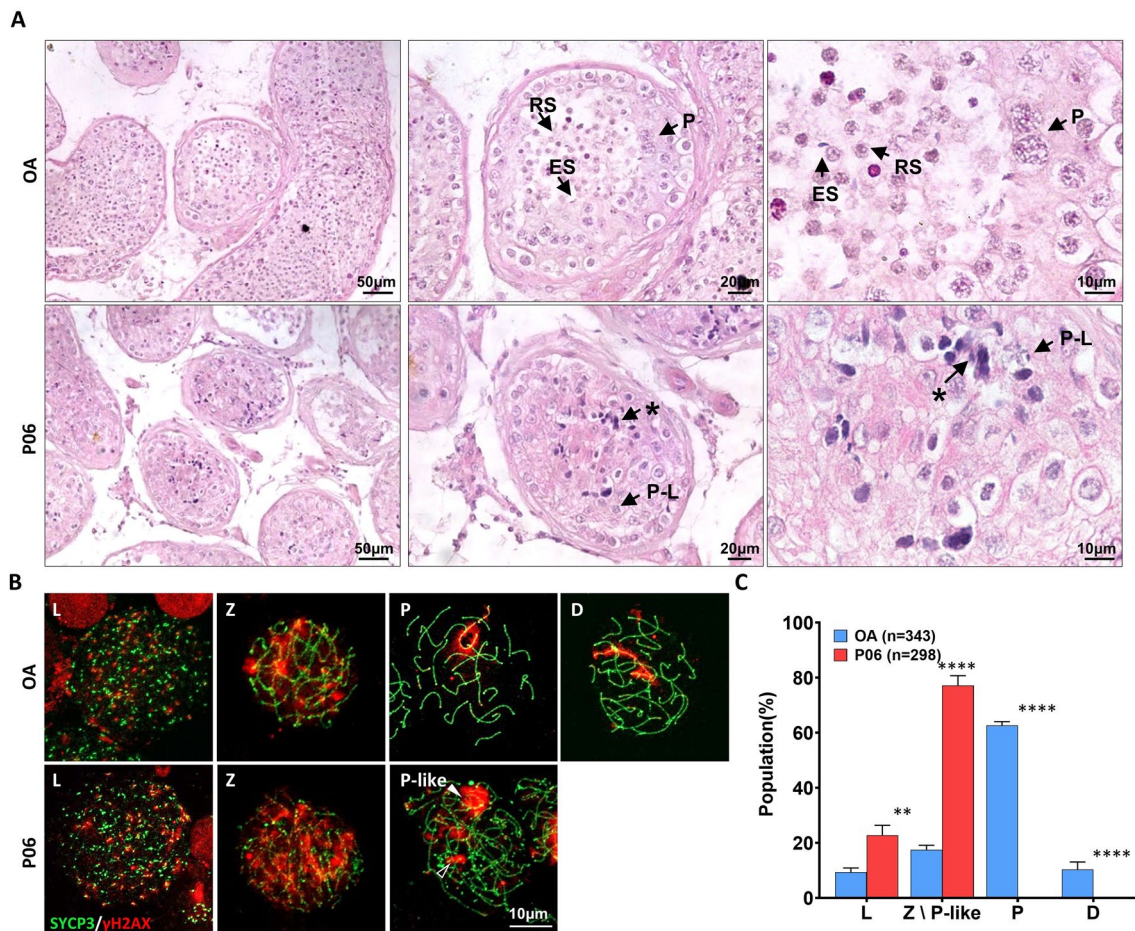 A
OA
RS
P
ES
P
RS
ES
50μm
20μm
10μm
P06
*
P-L
P-L
*
50μm
20μm
10μm
B
OA
L
Z
P
D
P06
L
Z
P-like
SYCP3/γH2AX
10μm
C
100
80
60
40
20
0
Population(%)
OA (n=343)
P06 (n=298)
**
****
****
****
L
Z \ P-like
P
D